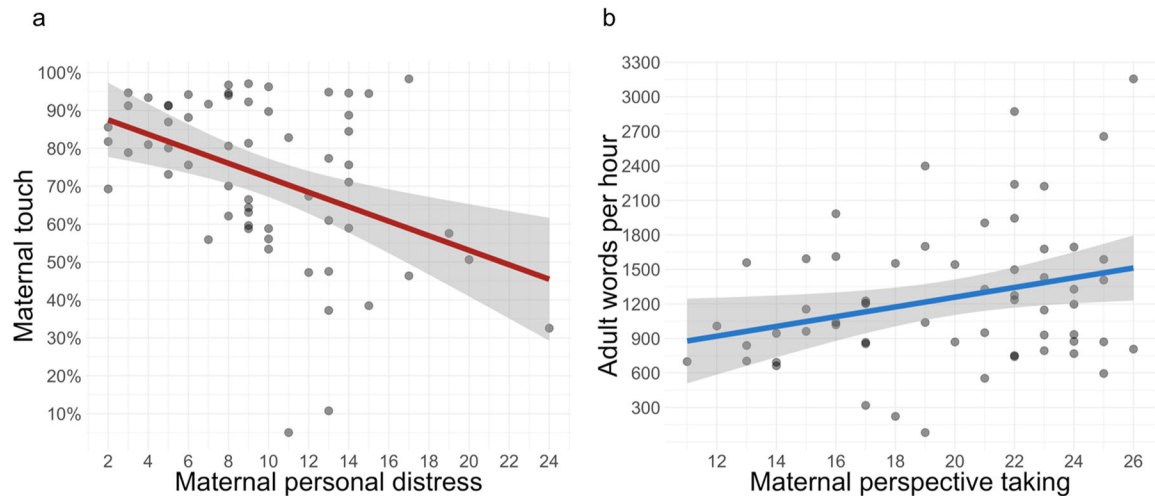 a
100%
90%
80%
70%
60%
50%
40%
30%
20%
10%
Maternal touch
2 4 6 8 10 12 14 16 18 20 22 24
Maternal personal distress
b
3300
3000
2700
2400
2100
1800
1500
1200
900
600
300
Adult words per hour
12 14 16 18 20 22 24 26
Maternal perspective taking